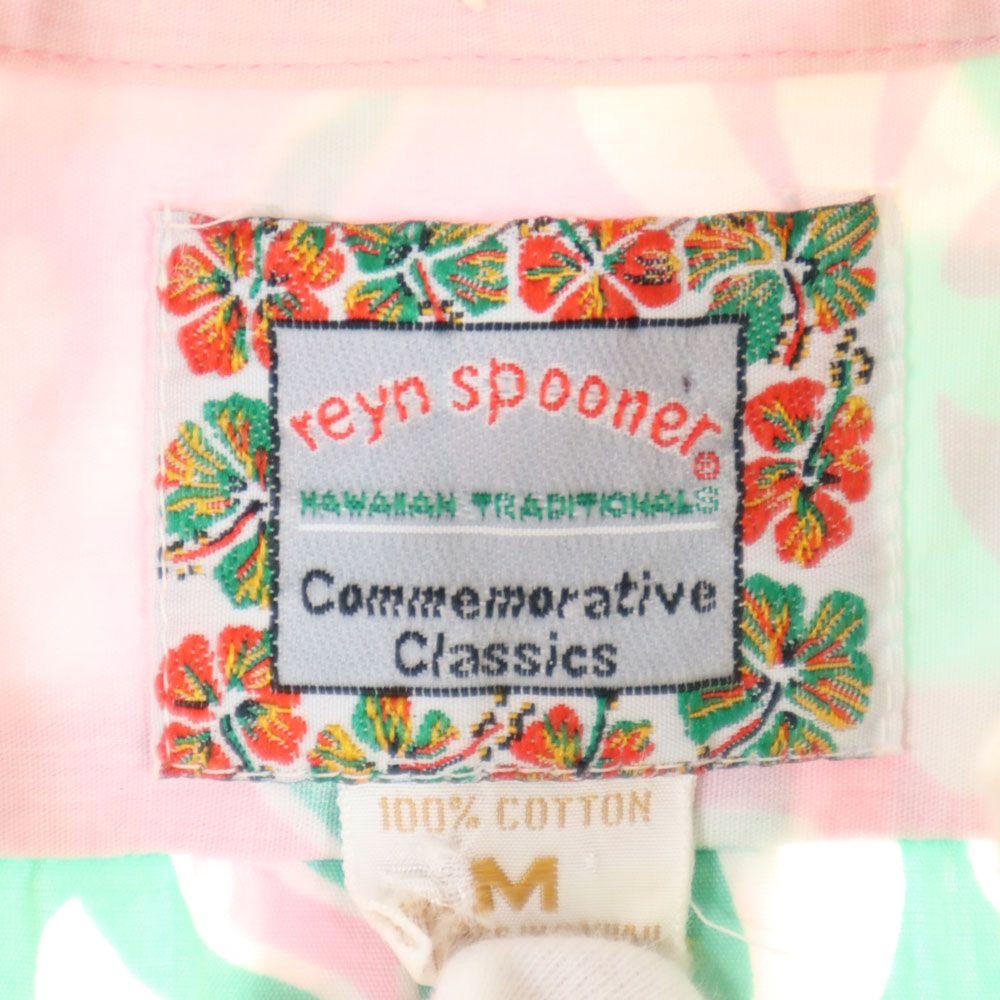 reyn spooner®
HAWAIIAN TRADITIONALS
Commemorative
Classics
100% COTTON
M